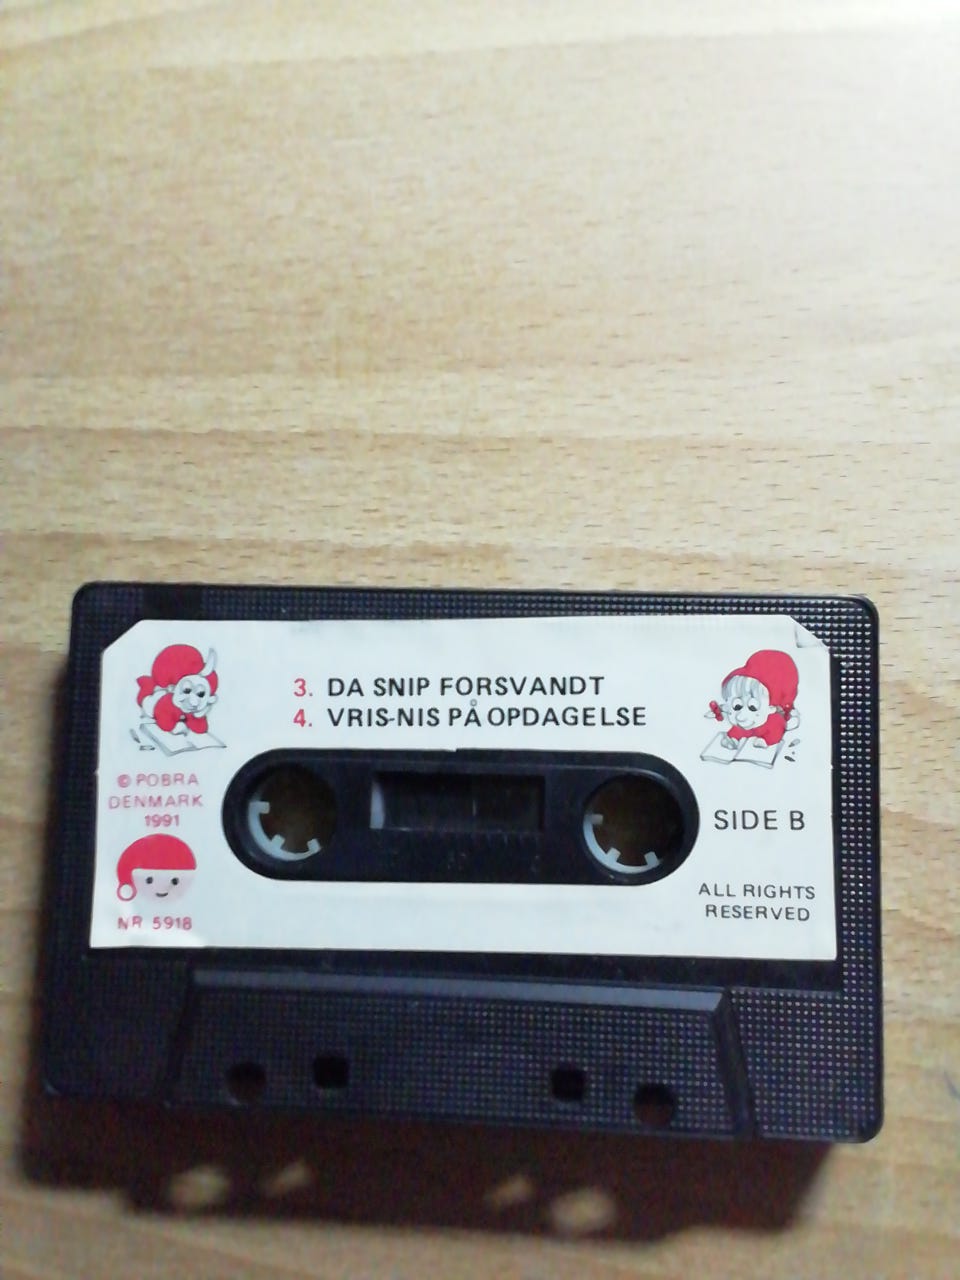 3. DA SNIP FORSVANDT
4. VRIS-NIS PÅ OPDAGELSE
© POBRA
DENMARK
1991
NR. 5918
SIDE B
ALL RIGHTS
RESERVED